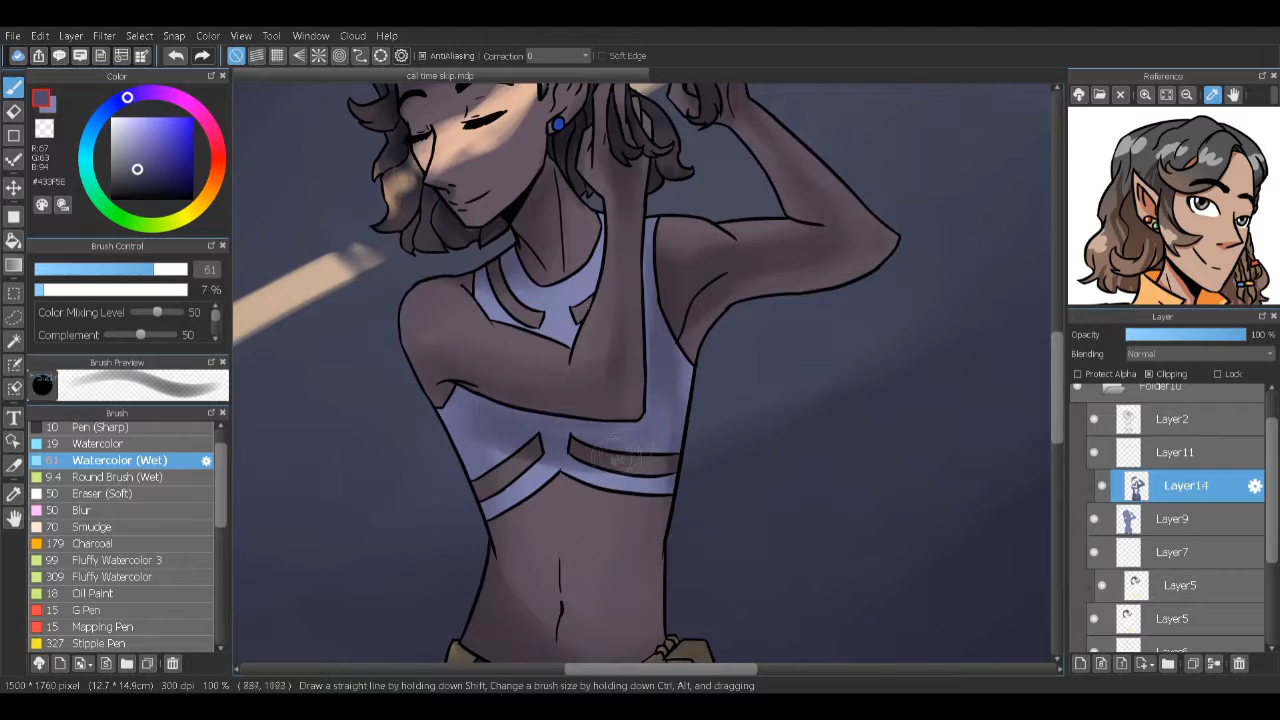 File Edit Layer Filter Select Snap Color View Tool Window Cloud Help
AntiAliasing Correction 0 Soft Edge
cal time skip.mdp
Color
R:67
G:63
B:94
#433F5E
Brush Control
61
7 %
Color Mixing Level 50
Complement 50
Brush Preview
Brush
10 Pen (Sharp)
19 Watercolor
61 Watercolor (Wet)
9.4 Round Brush (Wet)
50 Eraser (Soft)
50 Blur
70 Smudge
179 Charcoal
99 Fluffy Watercolor 3
309 Fluffy Watercolor
18 Oil Paint
15 G Pen
15 Mapping Pen
327 Stipple Pen
Reference
Layer
Opacity 100 %
Blending Normal
Protect Alpha Clipping Lock
Folder10
Layer2
Layer11
Layer14
Layer9
Layer7
Layer5
Layer5
1500 * 1760 pixel (12.7 * 14.9cm) 300 dpi 100 % Draw a straight line by holding down Shift, Change a brush size by holding down Ctrl, Alt, and dragging